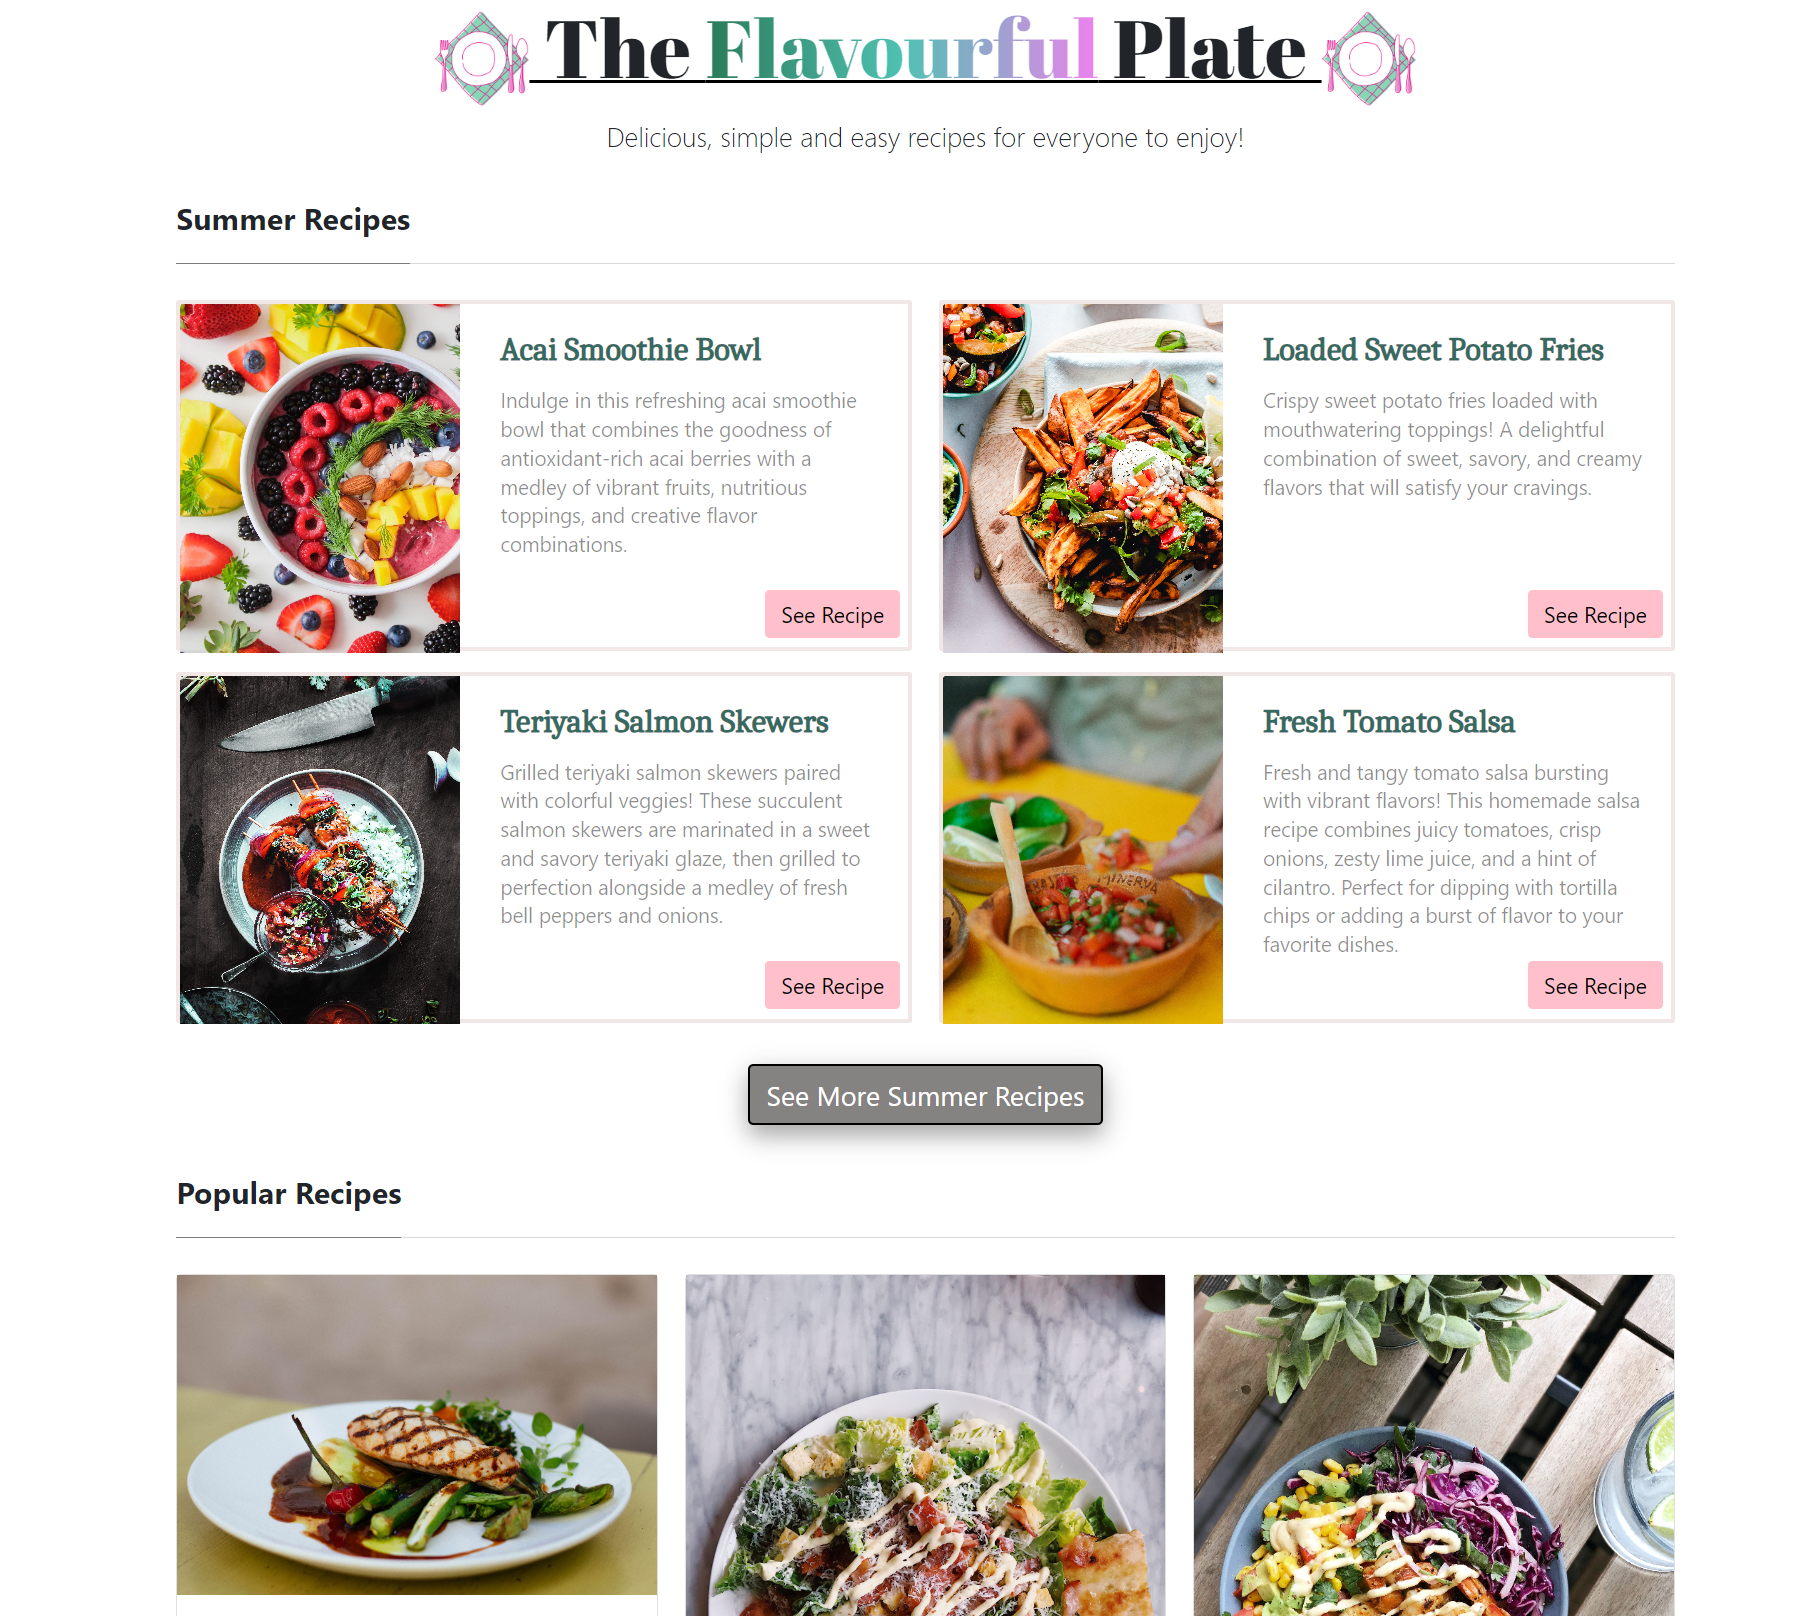 The Flavourful Plate
Delicious, simple and easy recipes for everyone to enjoy!
Summer Recipes
Acai Smoothie Bowl
Indulge in this refreshing acai smoothie
bowl that combines the goodness of
antioxidant-rich acai berries with a
medley of vibrant fruits, nutritious
toppings, and creative flavor
combinations.
See Recipe
Loaded Sweet Potato Fries
Crispy sweet potato fries loaded with
mouthwatering toppings! A delightful
combination of sweet, savory, and creamy
flavors that will satisfy your cravings.
See Recipe
Teriyaki Salmon Skewers
Grilled teriyaki salmon skewers paired
with colorful veggies! These succulent
salmon skewers are marinated in a sweet
and savory teriyaki glaze, then grilled to
perfection alongside a medley of fresh
bell peppers and onions.
See Recipe
MINERVA
Fresh Tomato Salsa
Fresh and tangy tomato salsa bursting
with vibrant flavors! This homemade salsa
recipe combines juicy tomatoes, crisp
onions, zesty lime juice, and a hint of
cilantro. Perfect for dipping with tortilla
chips or adding a burst of flavor to your
favorite dishes.
See Recipe
See More Summer Recipes
Popular Recipes